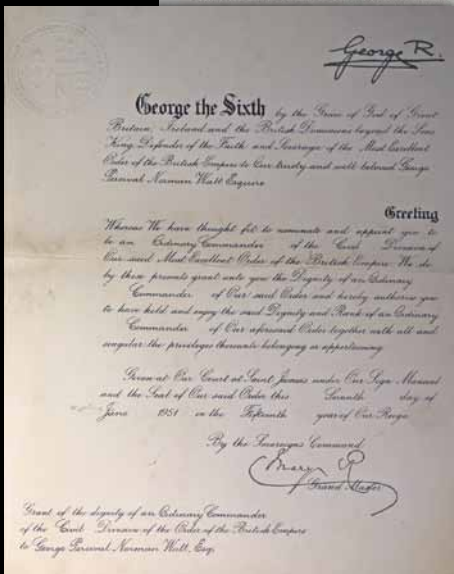 George R.
George the Sixth by the Grace of God of Great
Britain, Ireland and the British Dominions beyond the Seas
King, Defender of the Faith and Sovereign of the Most Excellent
Order of the British Empire to Our trusty and well beloved George
Percival Norman Watt Esquire
Greeting
Whereas We have thought fit to nominate and appoint you to
be an Ordinary Commander of the Civil Division of
Our said Most Excellent Order of the British Empire We do
by these presents grant unto you the Dignity of an Ordinary
Commander of Our said Order and hereby authorise you
to have hold and enjoy the said Dignity and Rank of an Ordinary
Commander of Our aforesaid Order together with all and
singular the privileges thereunto belonging or appertaining.
Given at Our Court at Saint James's under Our Sign Manual
and the Seal of Our said Order this Seventh day of
June 1951 in the Fifteenth year of Our Reign.
By the Sovereign's Command.
Mary R
Grand Master
Grant of the dignity of an Ordinary Commander
of the Civil Division of the Order of the British Empire
to George Percival Norman Watt, Esq.